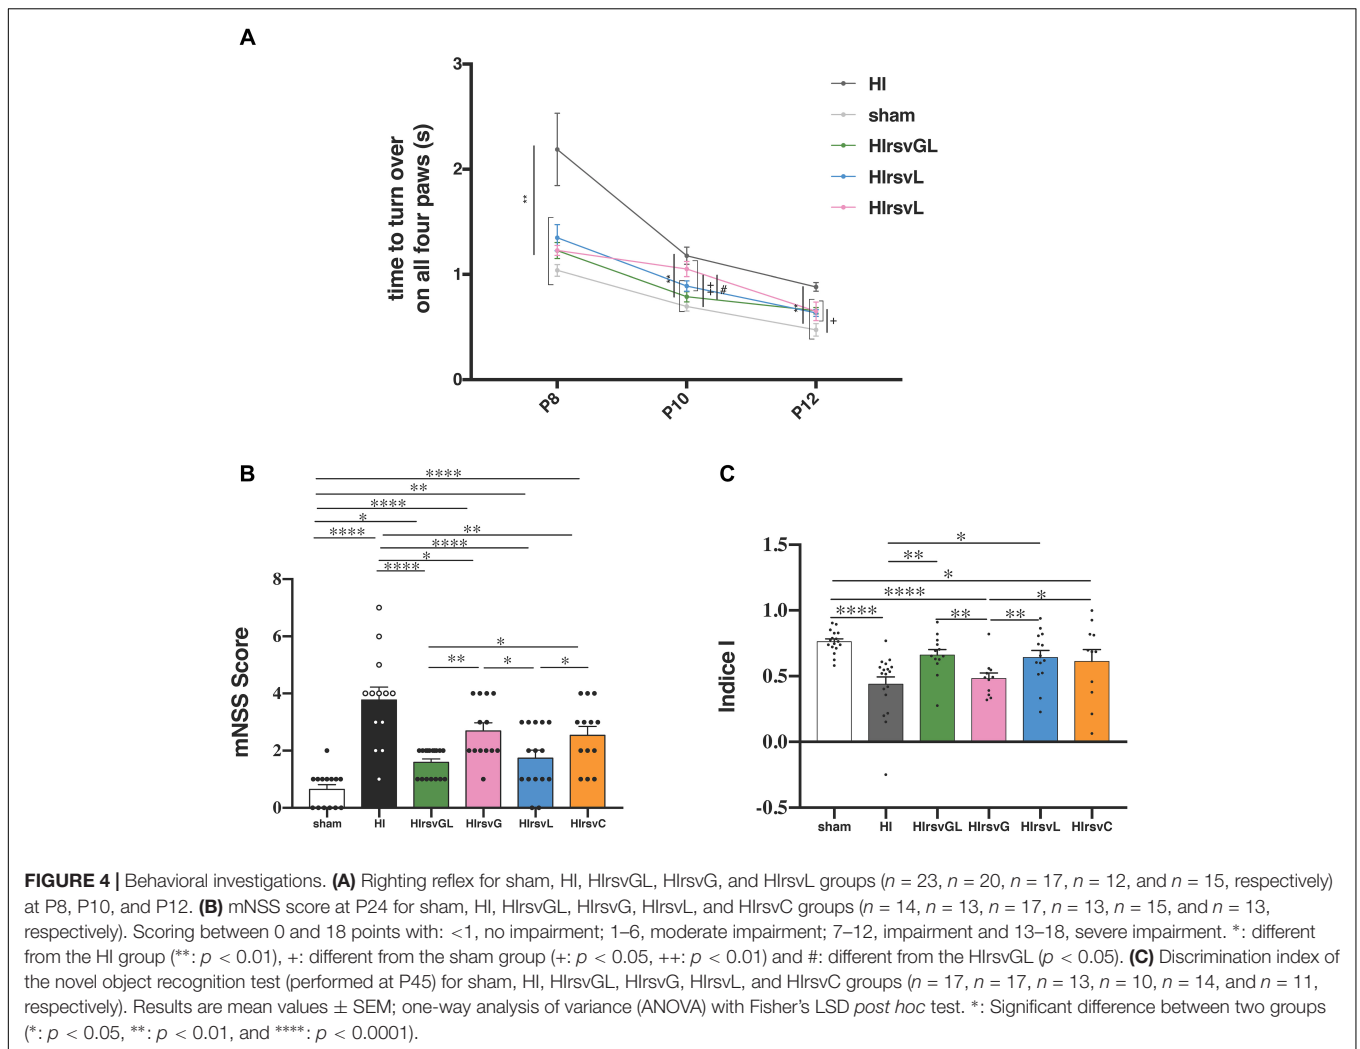 A
3
2
1
0
time to turn over
on all four paws (s)
HI
sham
HIrsvGL
HIrsvL
HIrsvL
**
**
++
#
**
+
P8
P10
P12
B
****
**
****
*
****
**
****
*
****
*
**
*
*
8
6
4
2
0
mNSS Score
sham
HI
HIrsvGL
HIrsvG
HIrsvL
HIrsvC
C
*
**
*
****
*
****
**
**
1.5
1.0
0.5
0.0
-0.5
Indice I
sham
HI
HIrsvGL
HIrsvG
HIrsvL
HIrsvC
FIGURE 4 | Behavioral investigations. (A) Righting reflex for sham, HI, HIrsvGL, HIrsvG, and HIrsvL groups (n = 23, n = 20, n = 17, n = 12, and n = 15, respectively)
at P8, P10, and P12. (B) mNSS score at P24 for sham, HI, HIrsvGL, HIrsvG, HIrsvL, and HIrsvC groups (n = 14, n = 13, n = 17, n = 13, n = 15, and n = 13,
respectively). Scoring between 0 and 18 points with: <1, no impairment; 1–6, moderate impairment; 7–12, impairment and 13–18, severe impairment. *: different
from the HI group (**: p < 0.01), +: different from the sham group (+: p < 0.05, ++: p < 0.01) and #: different from the HIrsvGL (p < 0.05). (C) Discrimination index of
the novel object recognition test (performed at P45) for sham, HI, HIrsvGL, HIrsvG, HIrsvL, and HIrsvC groups (n = 17, n = 17, n = 13, n = 10, n = 14, and n = 11,
respectively). Results are mean values ± SEM; one-way analysis of variance (ANOVA) with Fisher's LSD post hoc test. *: Significant difference between two groups
(*: p < 0.05, **: p < 0.01, and ****: p < 0.0001).